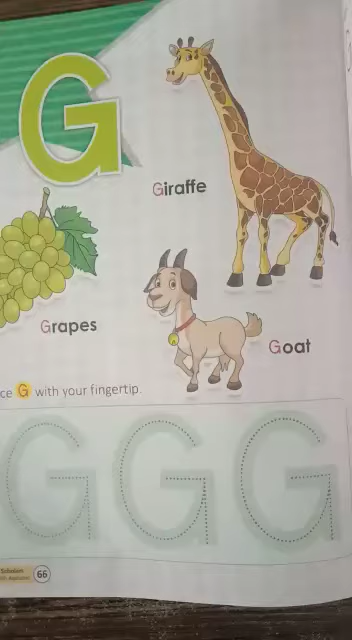 G
Giraffe
Grapes
Goat
ce G with your fingertip.
G G G
66